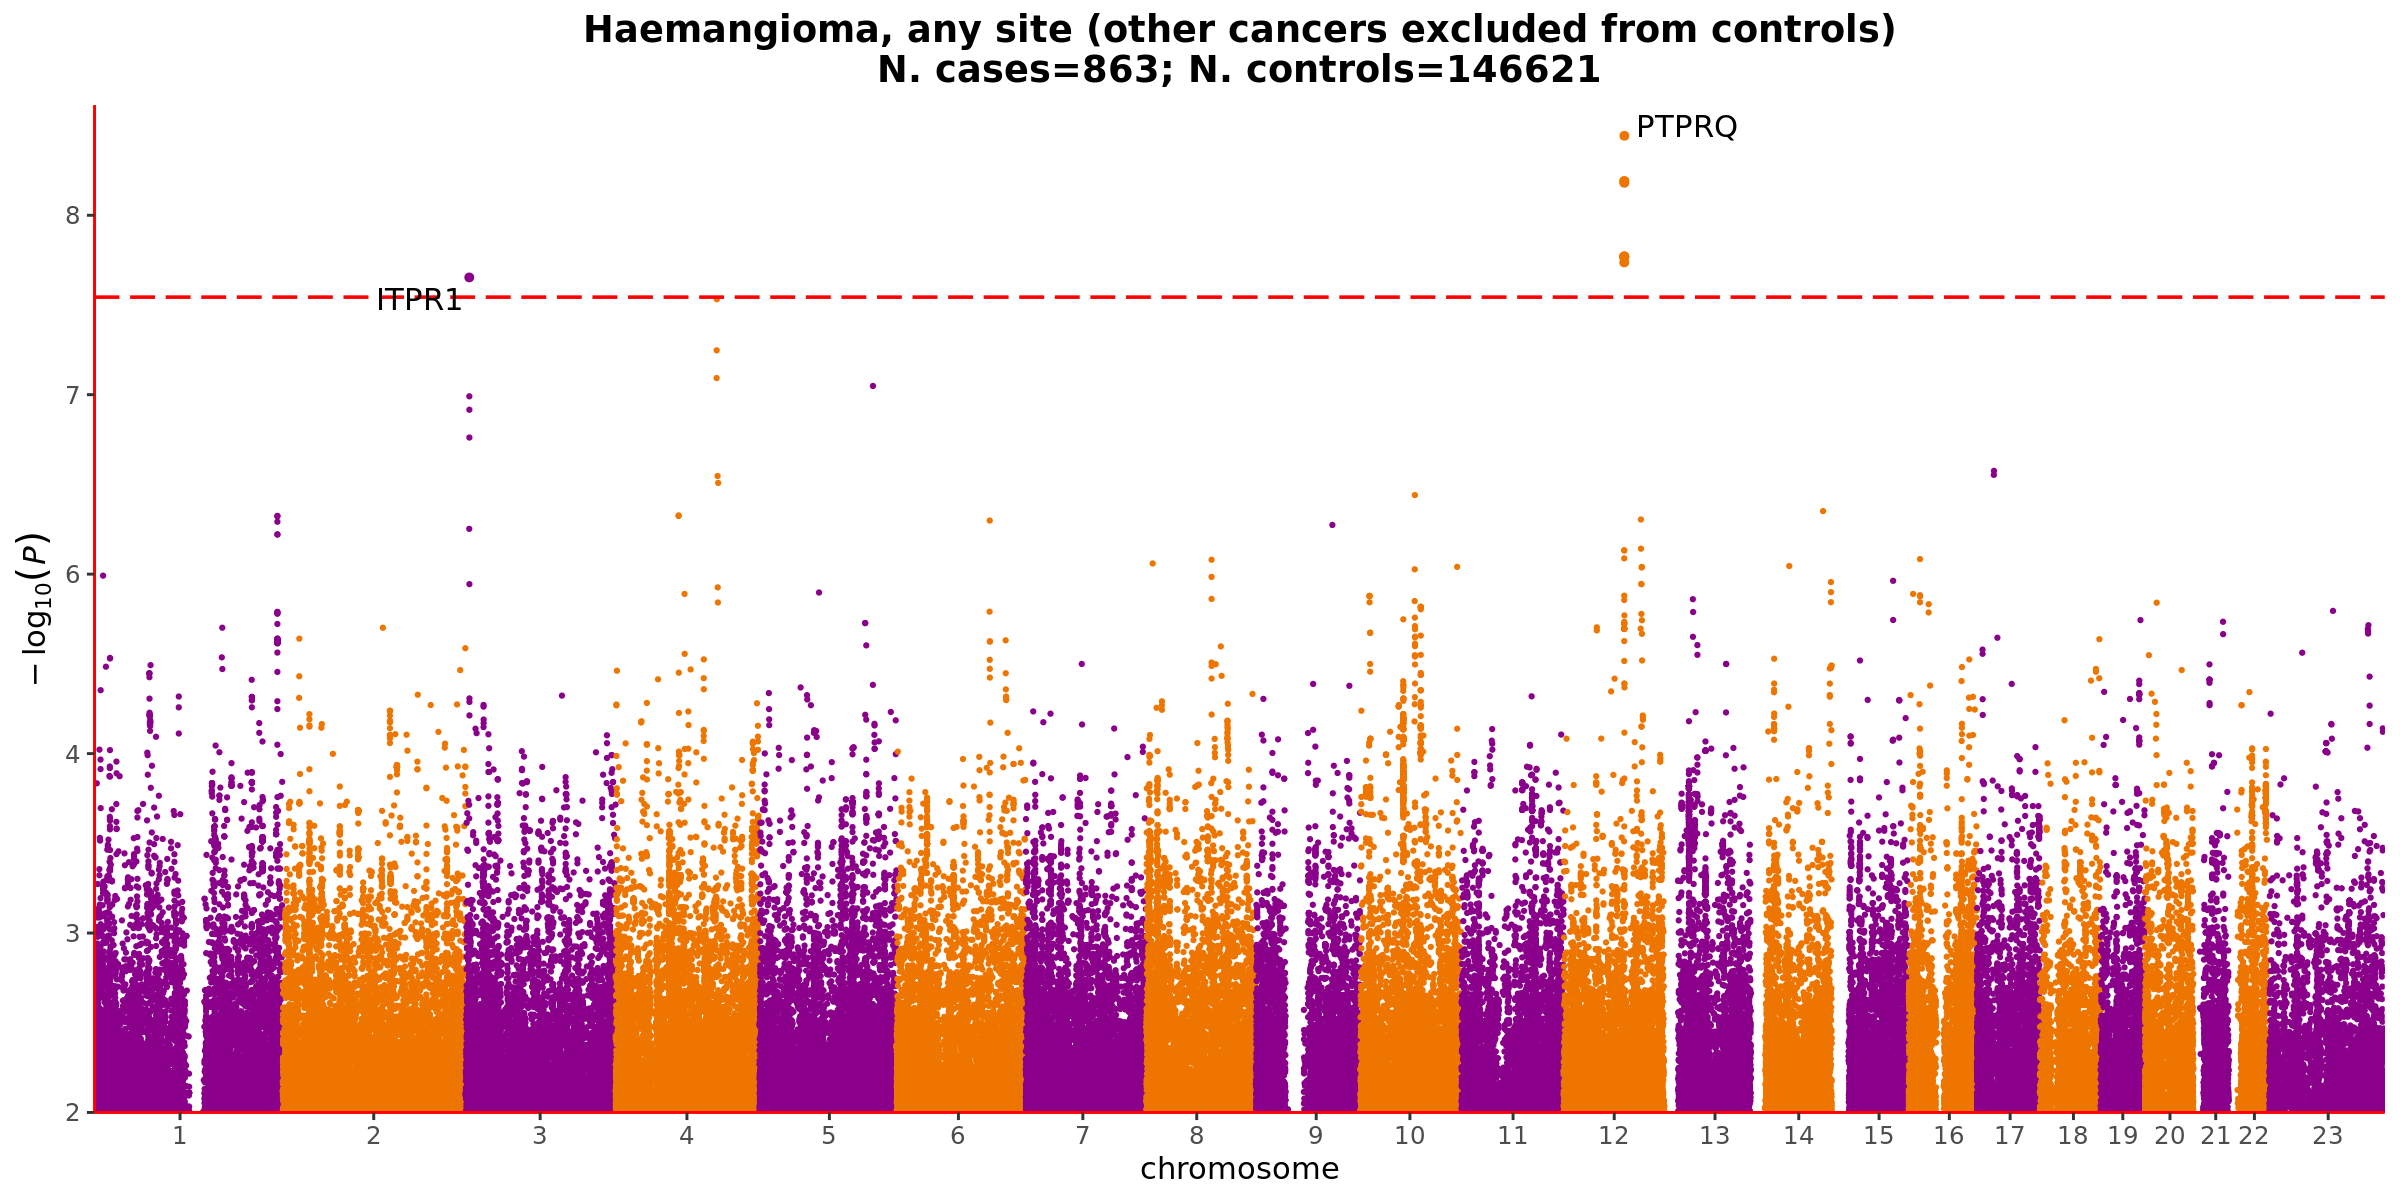 Haemangioma, any site (other cancers excluded from controls)
N. cases=863; N. controls=146621
PTPRQ
ITPR1
8
7
6
5
4
3
2
−log10(P)
1 2 3 4 5 6 7 8 9 10 11 12 13 14 15 16 17 18 19 20 21 22 23
chromosome